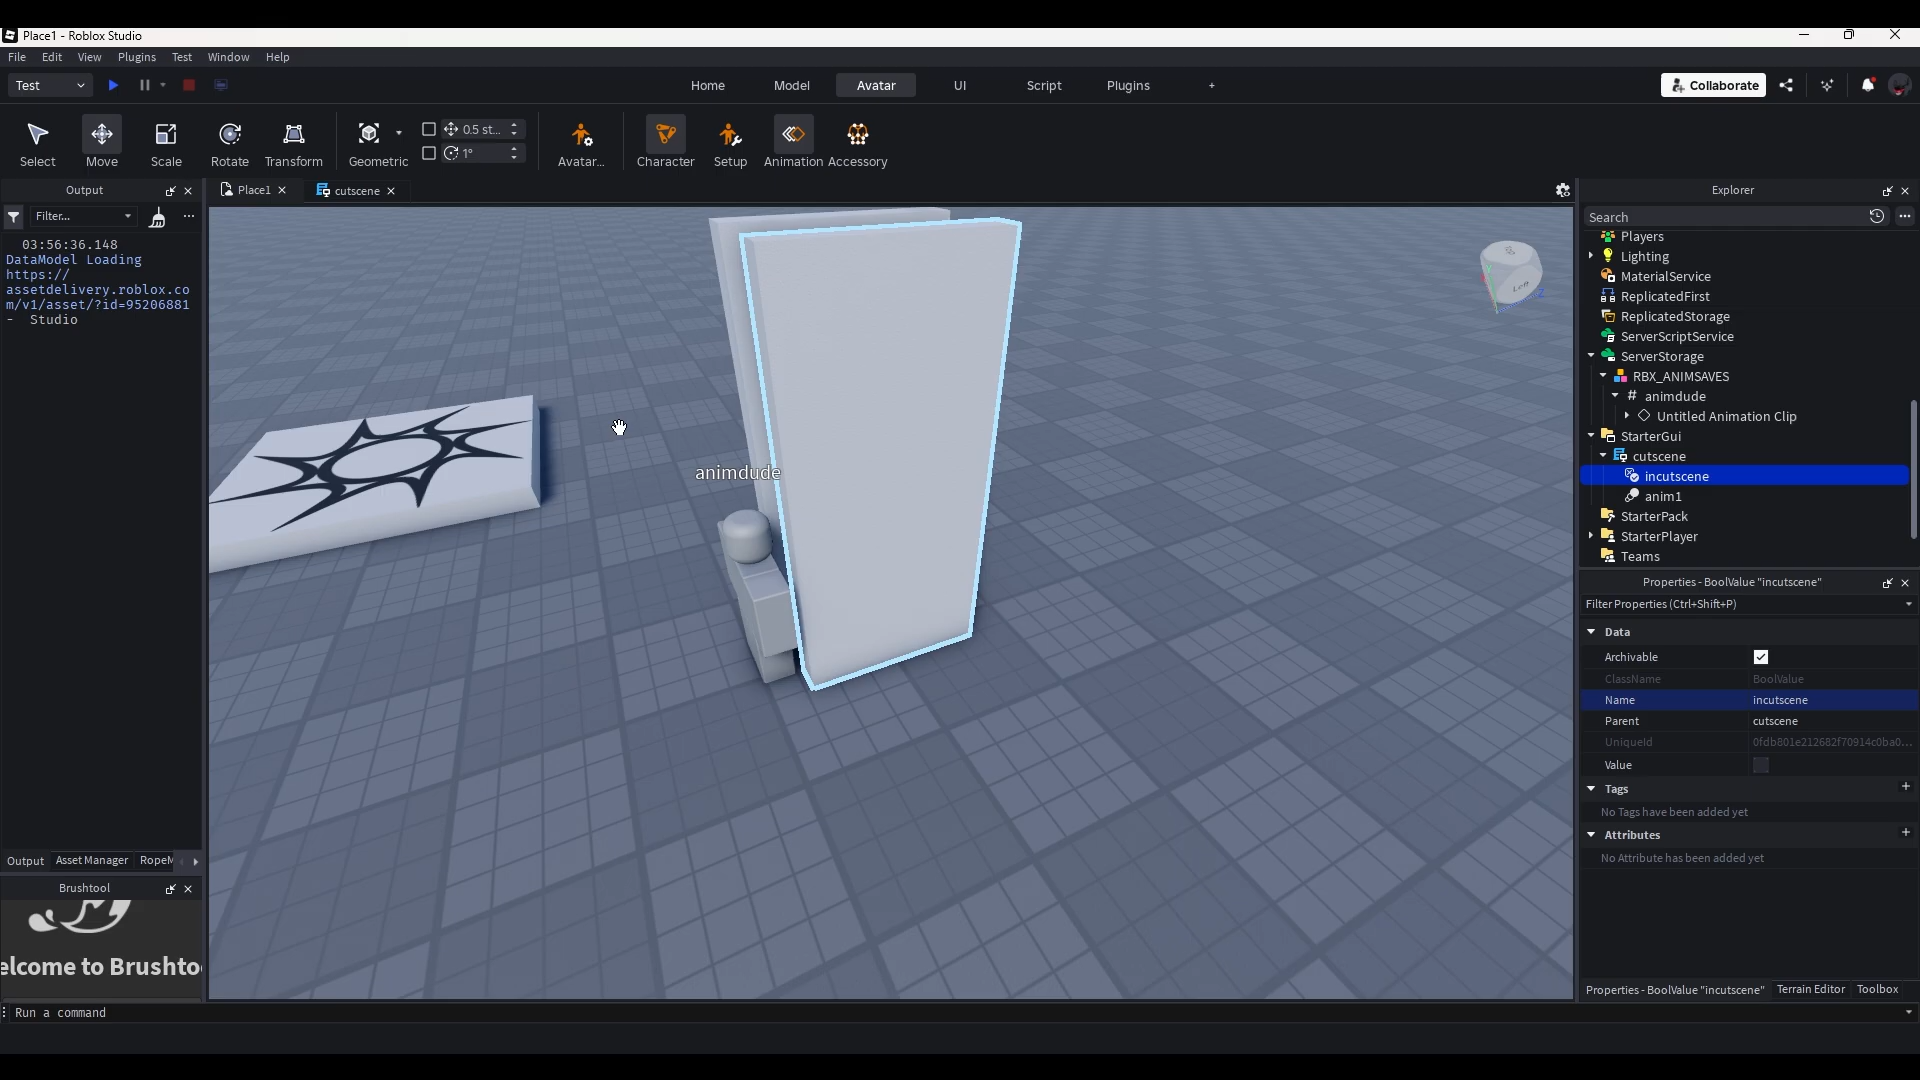 Place1 - Roblox Studio
File Edit View Plugins Test Window Help
Test
Home Model Avatar UI Script Plugins +
Collaborate
Select Move Scale Rotate Transform Geometric
0.5 st...
1°
Avatar... Character Setup Animation Accessory
Output
Filter...
03:56:36.148
DataModel Loading
https://
assetdelivery.roblox.co
m/v1/asset/?id=95206881
- Studio
Output Asset Manager RopeM
Brushtool
elcome to Brushto
Place1
cutscene
animdude
Left
Z
Explorer
Search
Players
Lighting
MaterialService
ReplicatedFirst
ReplicatedStorage
ServerScriptService
ServerStorage
RBX_ANIMSAVES
# animdude
Untitled Animation Clip
StarterGui
cutscene
incutscene
anim1
StarterPack
StarterPlayer
Teams
Properties - BoolValue "incutscene"
Filter Properties (Ctrl+Shift+P)
Data
Archivable
ClassName BoolValue
Name incutscene
Parent cutscene
UniqueId 0fdb801e212682f70914c0ba0...
Value
Tags +
No Tags have been added yet
Attributes +
No Attribute has been added yet
Properties - BoolValue "incutscene" Terrain Editor Toolbox
Run a command